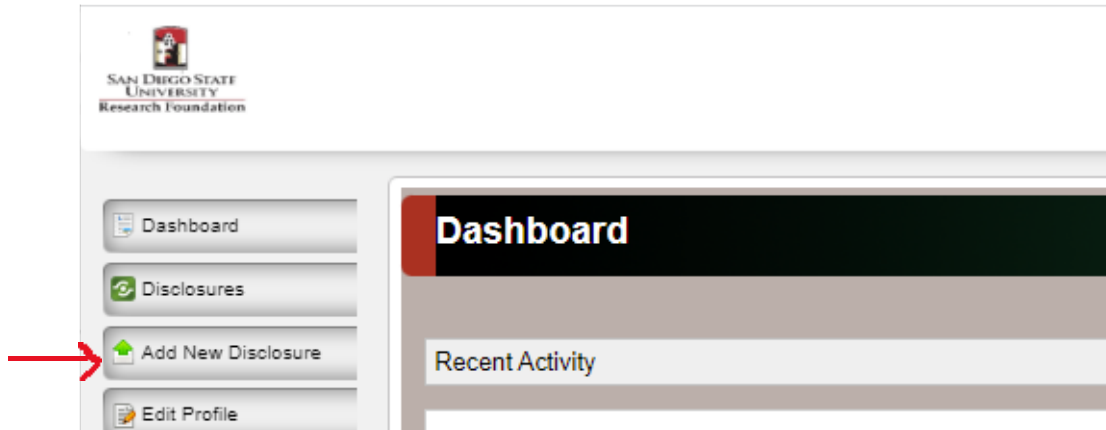 SAN DIEGO STATE
UNIVERSITY
Research Foundation
Dashboard
Disclosures
Add New Disclosure
Edit Profile
Dashboard
Recent Activity